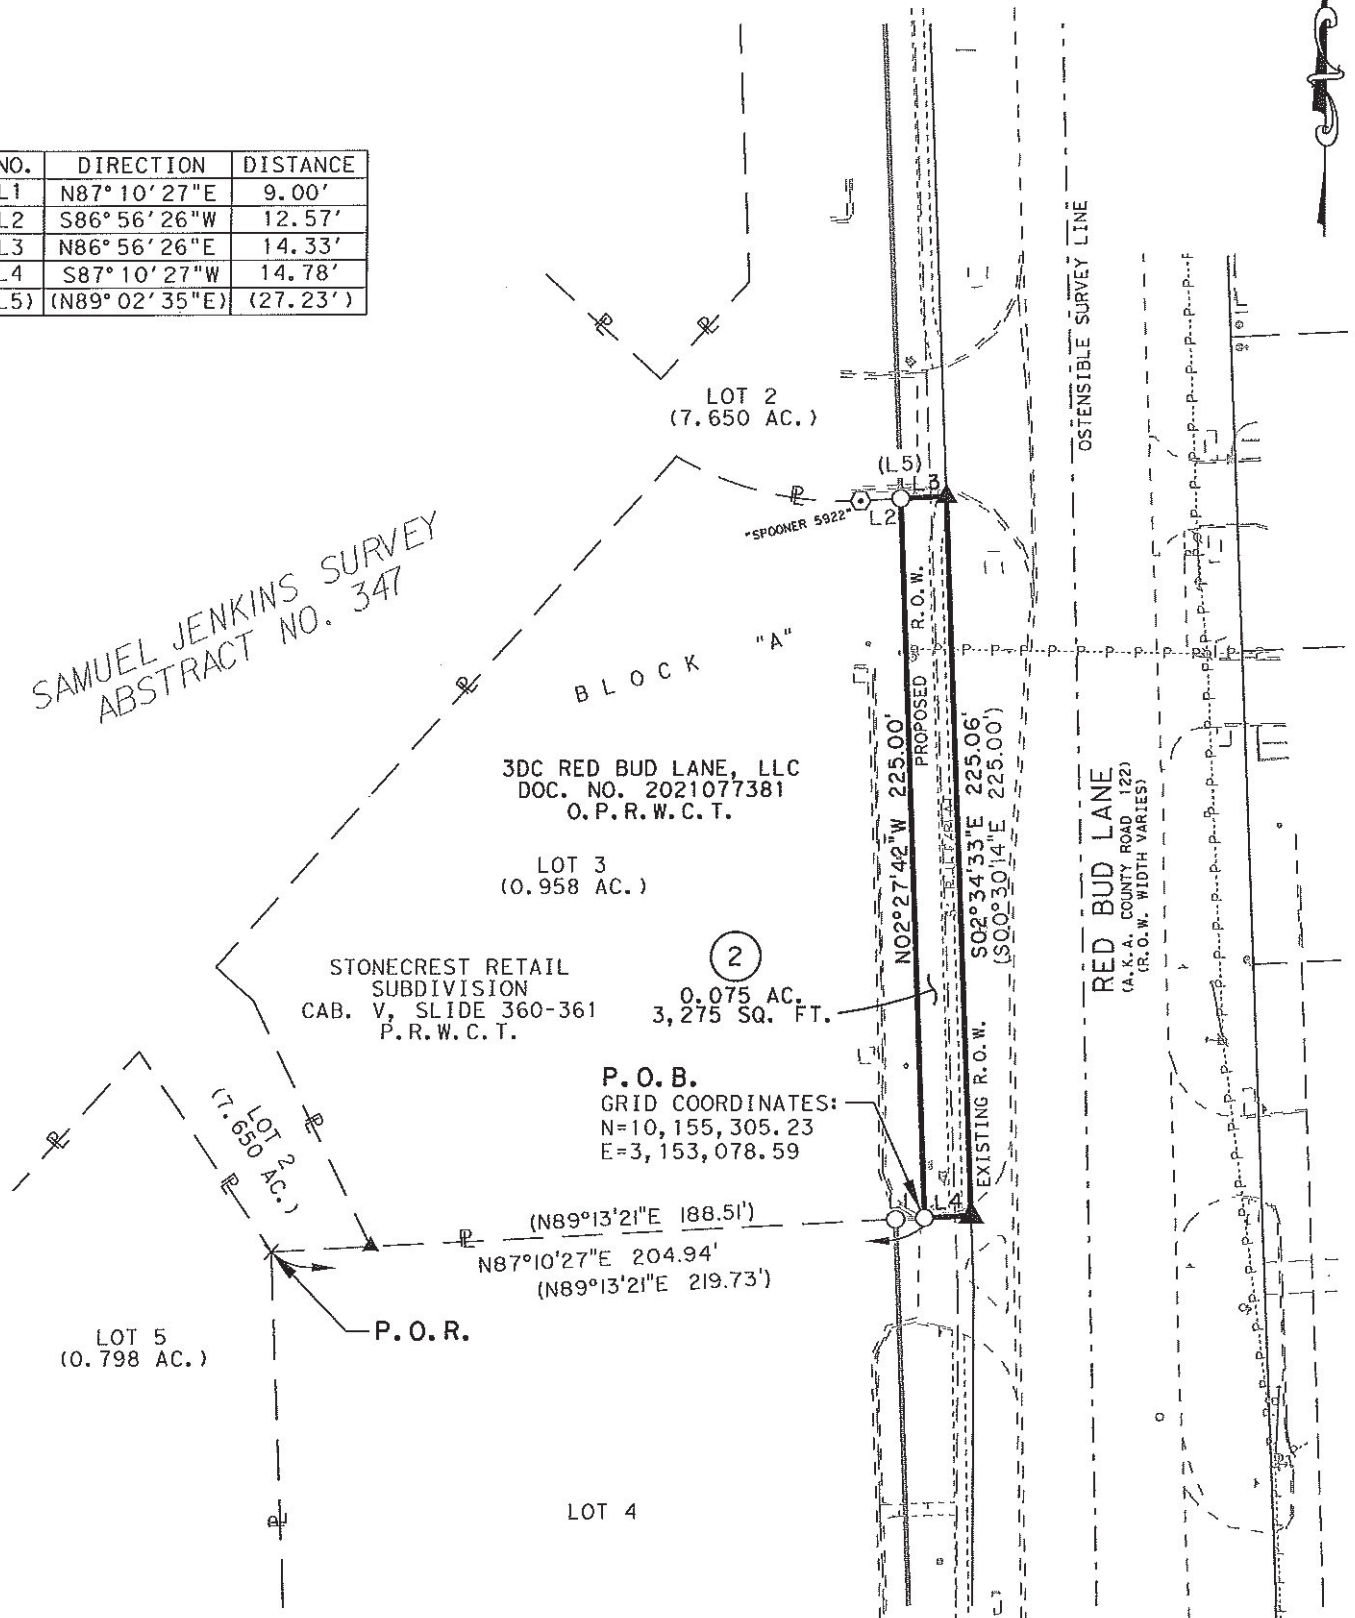 NO. DIRECTION DISTANCE
L1 N87°10'27"E 9.00'
L2 S86°56'26"W 12.57'
L3 N86°56'26"E 14.33'
L4 S87°10'27"W 14.78'
L5) (N89°02'35"E) (27.23')
OSTENSIBLE SURVEY LINE
LOT 2
(7.650 AC.)
(L5)
L3
L2
"SPOONER 5922"
SAMUEL JENKINS SURVEY
ABSTRACT NO. 347
BLOCK "A"
PROPOSED R.O.W.
3DC RED BUD LANE, LLC
DOC. NO. 2021077381
O.P.R.W.C.T.
N02°27'42"W 225.00'
S02°34'33"E 225.06'
(S00°30'14"E 225.00')
RED BUD LANE
(A.K.A. COUNTY ROAD 122)
(R.O.W. WIDTH VARIES)
LOT 3
(0.958 AC.)
STONECREST RETAIL
SUBDIVISION
CAB. V, SLIDE 360-361
P.R.W.C.T.
2
0.075 AC.
3,275 SQ. FT.
P.O.B.
GRID COORDINATES:
N=10,155,305.23
E=3,153,078.59
EXISTING R.O.W.
LOT 2
(7.650 AC.)
L4
(N89°13'21"E 188.51')
N87°10'27"E 204.94'
(N89°13'21"E 219.73')
P.O.R.
LOT 5
(0.798 AC.)
LOT 4